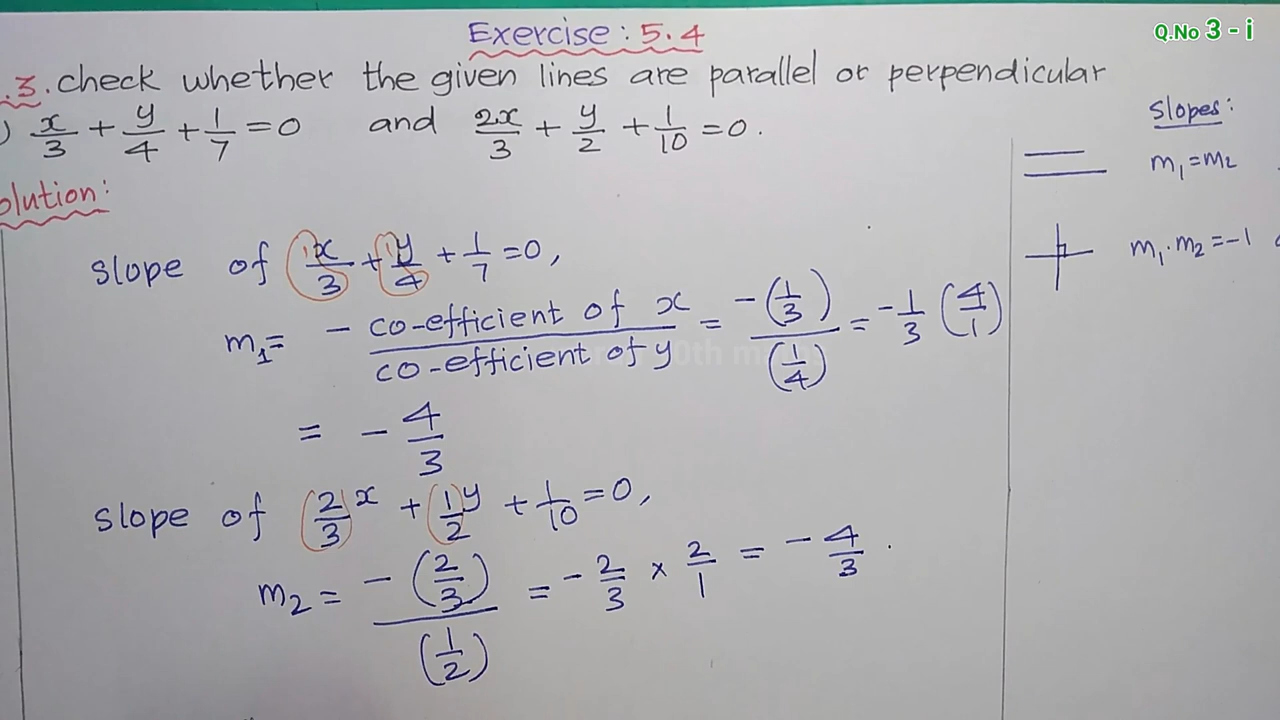 Exercise: 5.4
Q.No 3 - i
3. check whether the given lines are parallel or perpendicular
) x/3 + y/4 + 1/7 = 0 and 2x/3 + y/2 + 1/10 = 0.
olution:
slope of 1x/3 + 1y/4 + 1/7 = 0,
m1 = - co-efficient of x / co-efficient of y = -(1/3) / (1/4) = -1/3 (4/1)
= - 4/3
slope of (2/3)x + (1/2)y + 1/10 = 0,
m2 = -(2/3) / (1/2) = -2/3 × 2/1 = -4/3.
slopes:
m1 = m2
m1 . m2 = -1